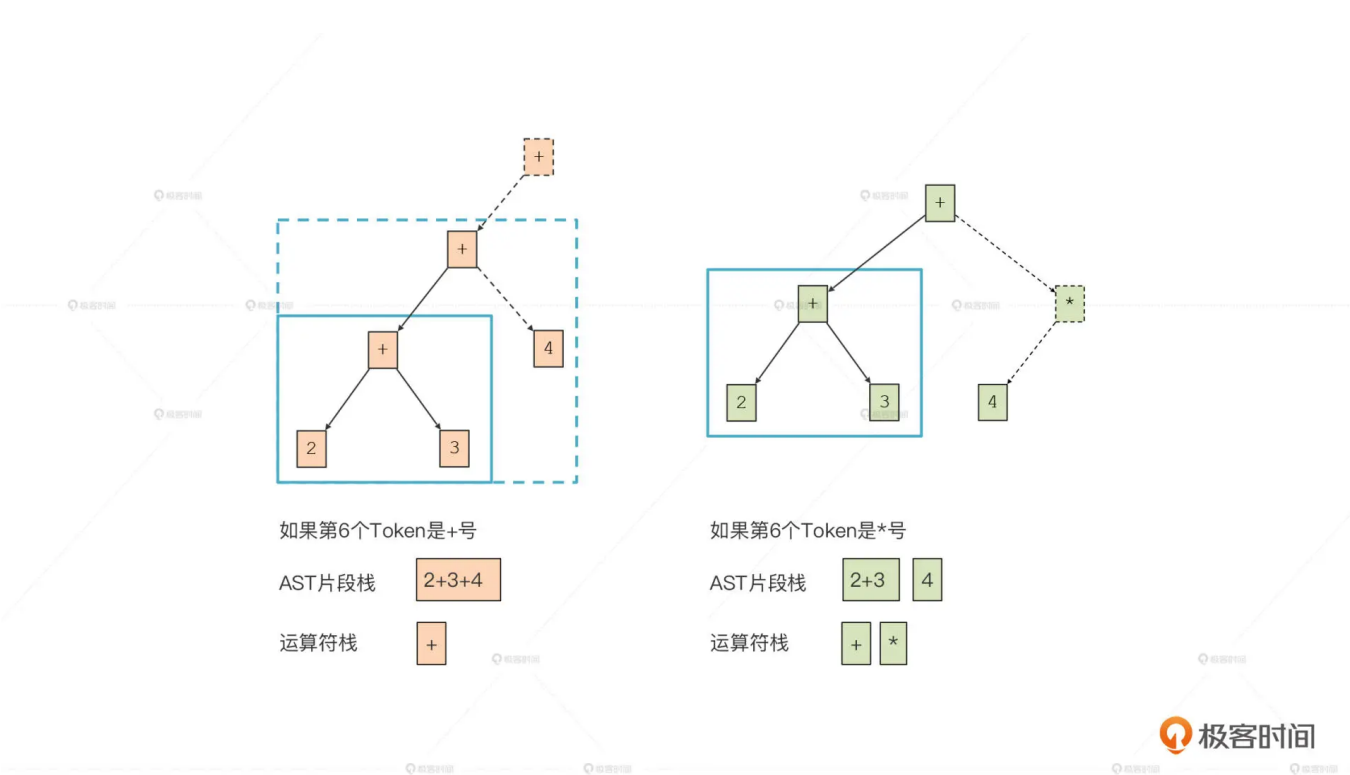 +
+
+
4
2
3
如果第6个Token是+号
AST片段栈 2+3+4
运算符栈 +
+
+
*
2
3
4
如果第6个Token是*号
AST片段栈 2+3 4
运算符栈 + *
极客时间